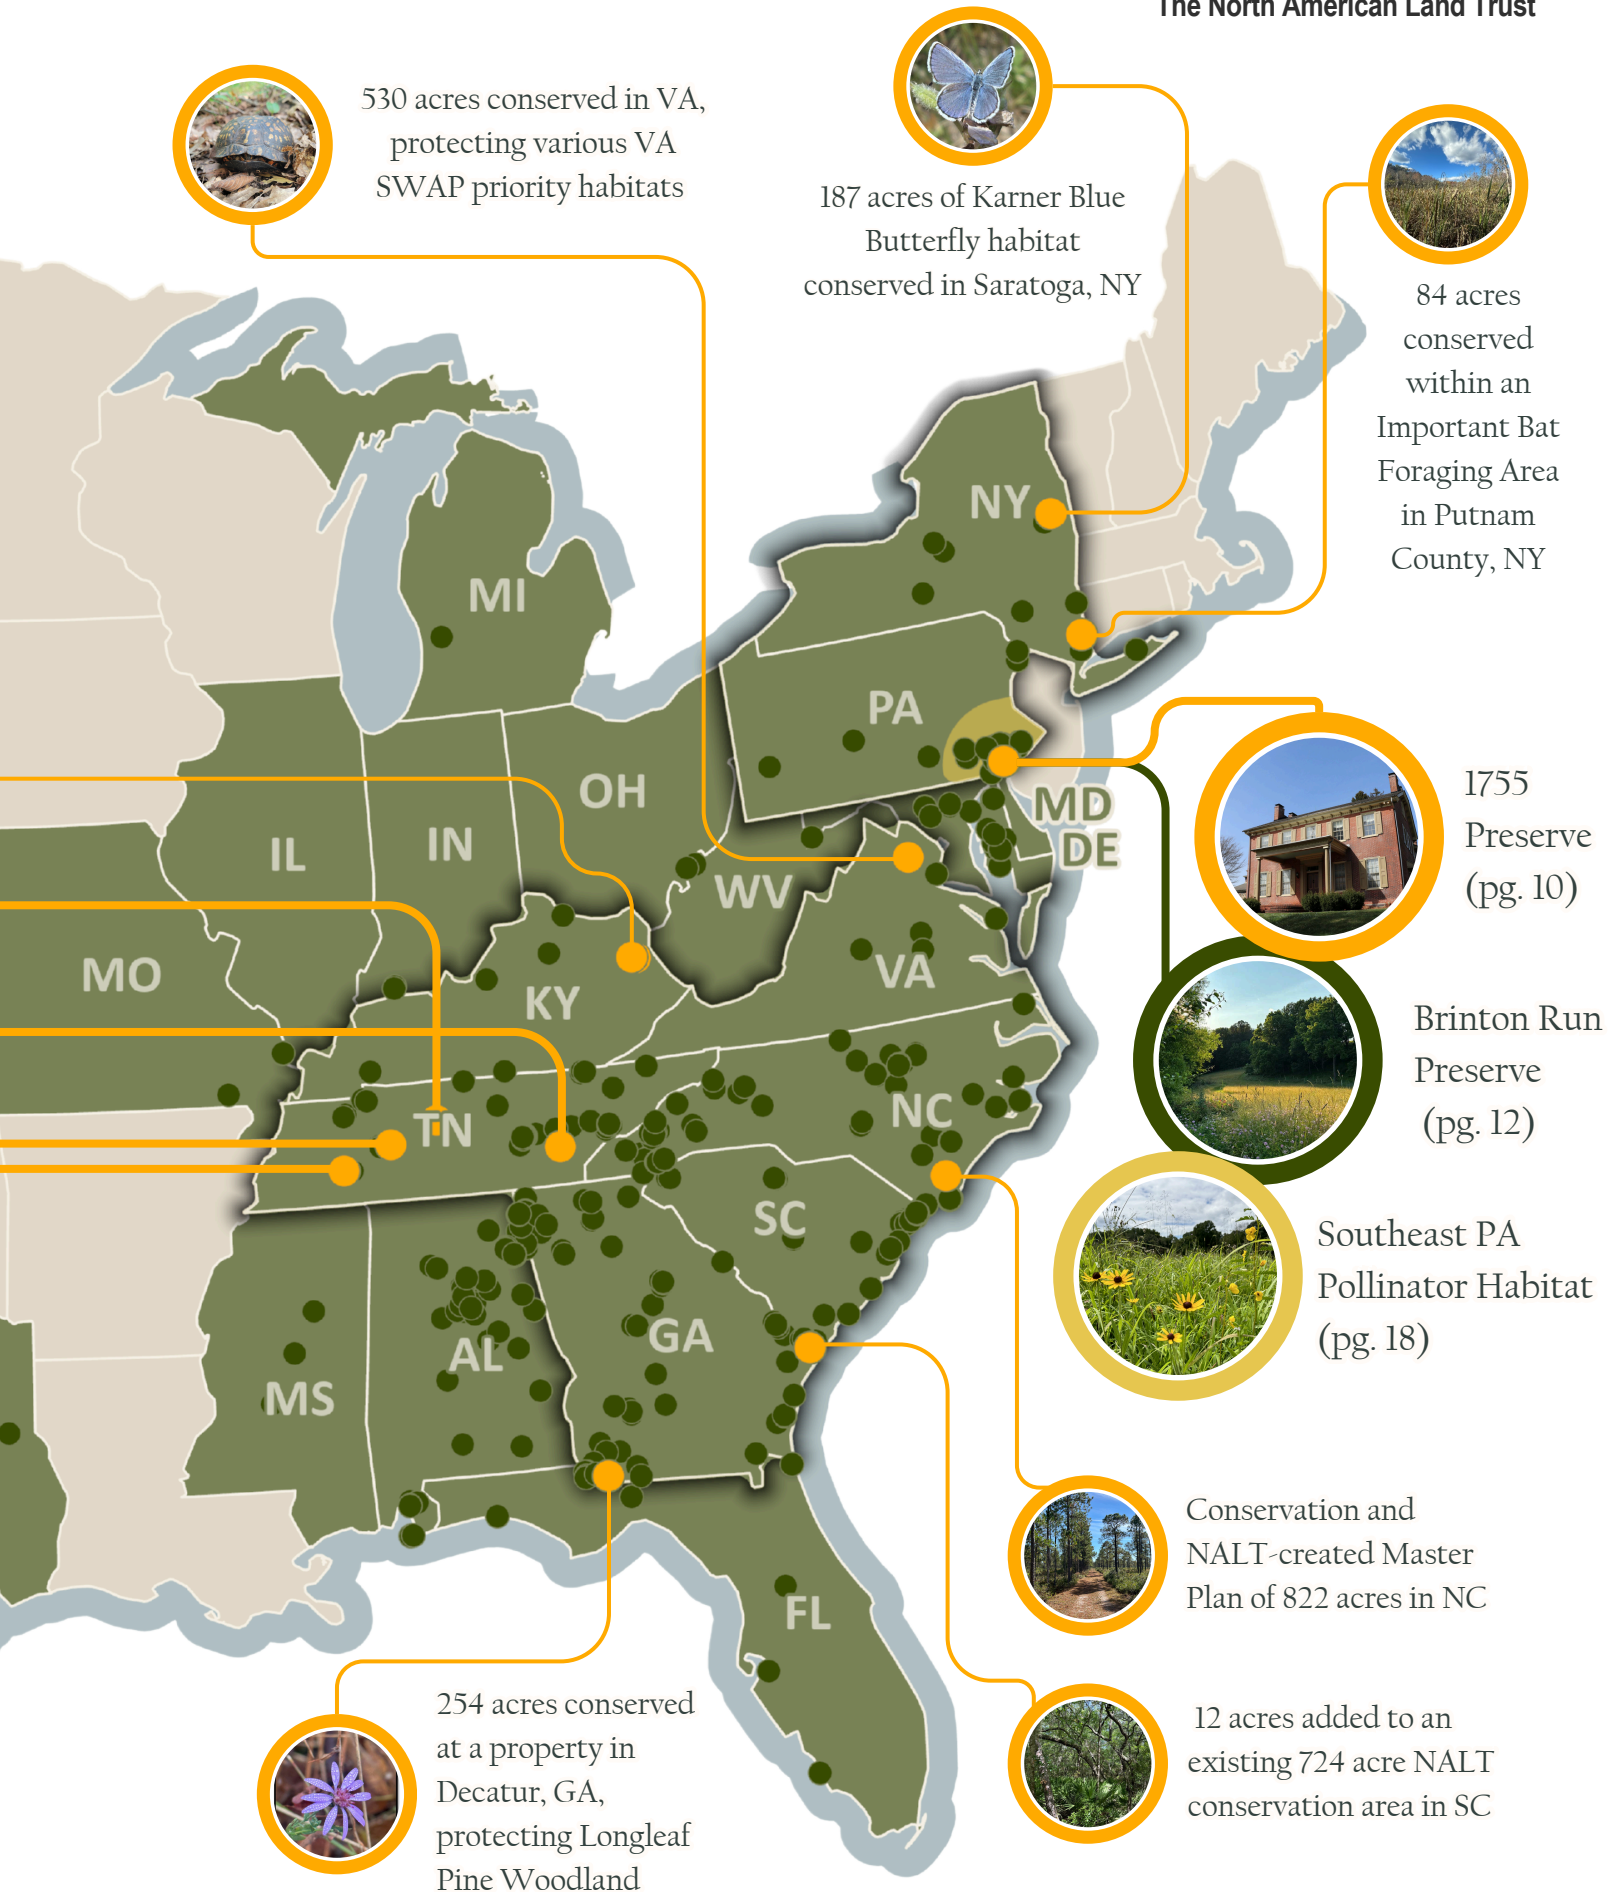 The North American Land Trust
530 acres conserved in VA,
protecting various VA
SWAP priority habitats
187 acres of Karner Blue
Butterfly habitat
conserved in Saratoga, NY
84 acres
conserved
within an
Important Bat
Foraging Area
in Putnam
County, NY
NY
MI
PA
OH
MD
DE
IL
IN
WV
MO
VA
KY
TN
NC
SC
GA
AL
MS
FL
1755
Preserve
(pg. 10)
Brinton Run
Preserve
(pg. 12)
Southeast PA
Pollinator Habitat
(pg. 18)
Conservation and
NALT-created Master
Plan of 822 acres in NC
12 acres added to an
existing 724 acre NALT
conservation area in SC
254 acres conserved
at a property in
Decatur, GA,
protecting Longleaf
Pine Woodland